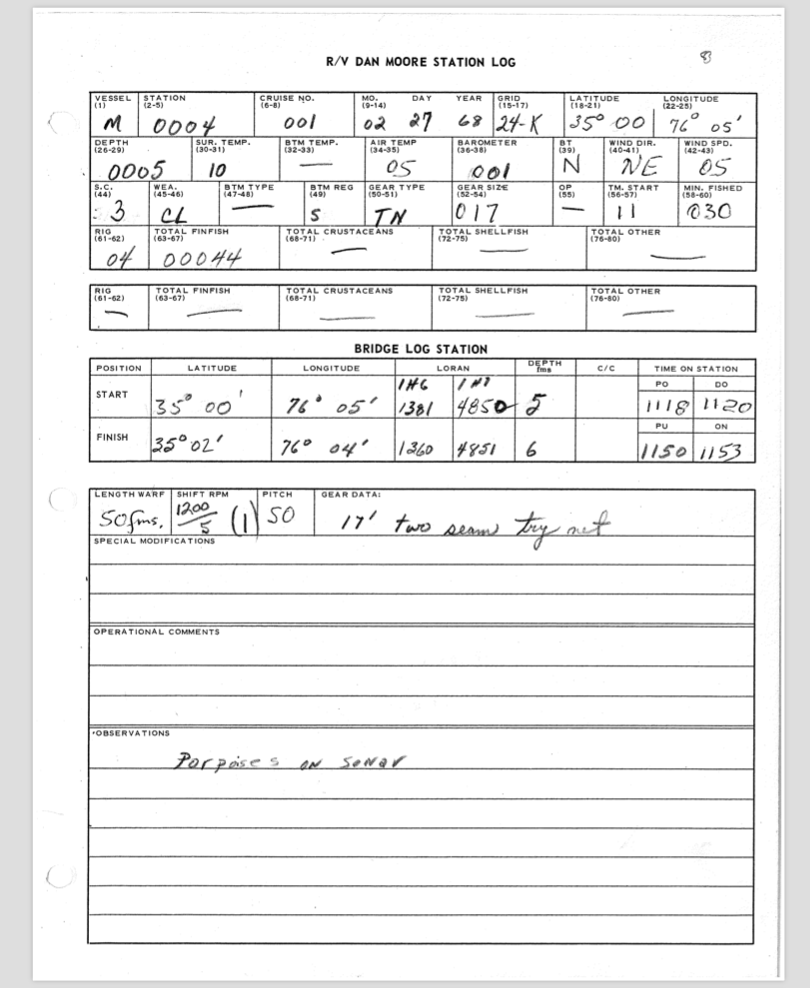 R/V DAN MOORE STATION LOG
VESSEL (1) STATION (2-5) CRUISE NO. (6-8) MO. (9-14) DAY YEAR GRID (15-17) LATITUDE (18-21) LONGITUDE (22-25)
M 0004 001 02 27 68 24-K 35° 00 76° 05'
DEPTH (26-29) SUR. TEMP. (30-31) BTM TEMP. (32-33) AIR TEMP (34-35) BAROMETER (36-38) BT (39) WIND DIR. (40-41) WIND SPD. (42-43)
0005 10 — 05 001 N NE 05
S.C. (44) WEA. (45-46) BTM TYPE (47-48) BTM REG (49) GEAR TYPE (50-51) GEAR SIZE (52-54) OP (55) TM. START (56-57) MIN. FISHED (58-60)
3 CL — S TN 017 — 11 030
RIG (61-62) TOTAL FINFISH (63-67) TOTAL CRUSTACEANS (68-71) TOTAL SHELLFISH (72-75) TOTAL OTHER (76-80)
04 00044 — — —
RIG (61-62) TOTAL FINFISH (63-67) TOTAL CRUSTACEANS (68-71) TOTAL SHELLFISH (72-75) TOTAL OTHER (76-80)
— — — — —
BRIDGE LOG STATION
POSITION LATITUDE LONGITUDE LORAN DEPTH fms C/C TIME ON STATION
1H6 1H7 PO DO
START 35° 00' 76° 05' 1381 4850 5 1118 1120
PU ON
FINISH 35° 02' 76° 04' 1360 4851 6 1150 1153
LENGTH WARF SHIFT RPM PITCH GEAR DATA:
50 fms. 1200/5 (1) 50 17' two seam try net
SPECIAL MODIFICATIONS
OPERATIONAL COMMENTS
OBSERVATIONS
Porpoises on sonar